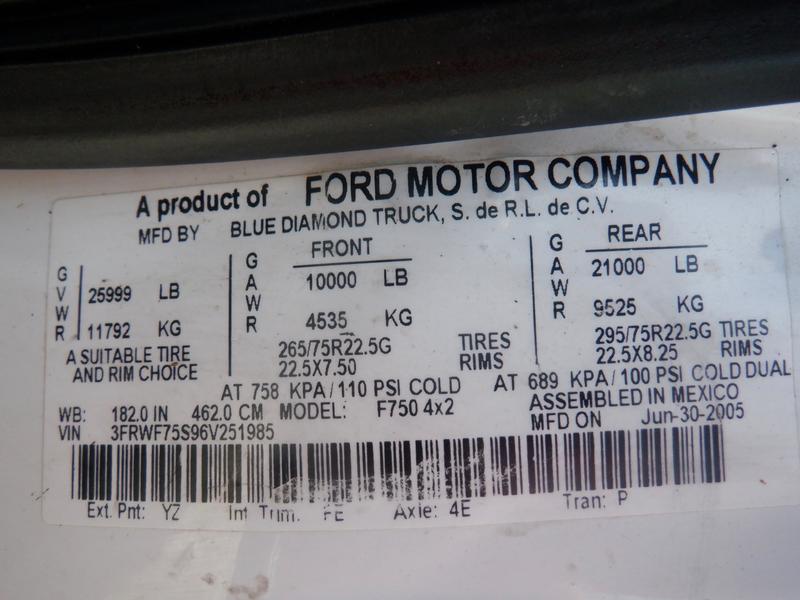 A product of FORD MOTOR COMPANY
MFD BY BLUE DIAMOND TRUCK, S. de R.L. de C.V.
GVWR 25999 LB 11792 KG
GAWR FRONT 10000 LB 4535 KG
GAWR REAR 21000 LB 9525 KG
A SUITABLE TIRE AND RIM CHOICE
265/75R22.5G TIRES 295/75R22.5G TIRES
22.5X7.50 RIMS 22.5X8.25 RIMS
AT 758 KPA/110 PSI COLD AT 689 KPA/100 PSI COLD DUAL
WB: 182.0 IN 462.0 CM MODEL: F750 4x2 ASSEMBLED IN MEXICO
VIN 3FRWF75S96V251985 MFD ON Jun-30-2005
Ext. Pnt: YZ Int Trim: FE Axie: 4E Tran: P